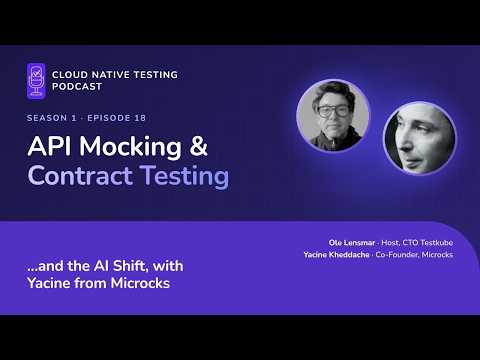 CLOUD NATIVE TESTING
PODCAST
SEASON 1 · EPISODE 18
API Mocking &
Contract Testing
Ole Lensmar · Host, CTO Testkube
Yacine Kheddache · Co-Founder, Microcks
...and the AI Shift, with
Yacine from Microcks